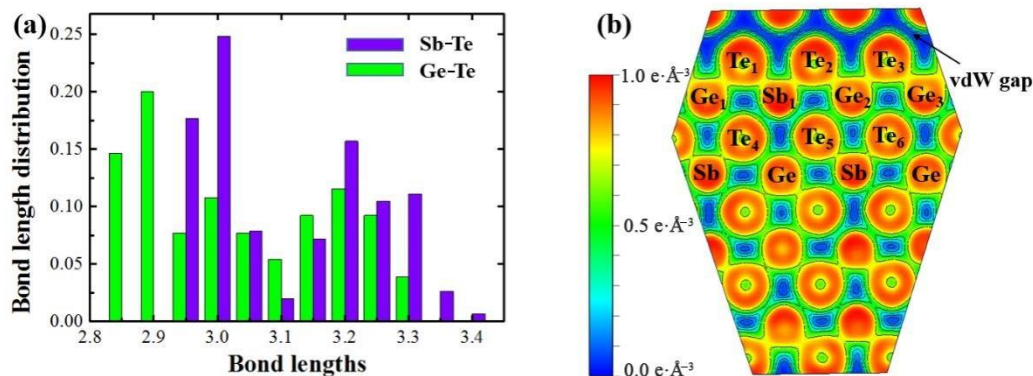 (a)
Sb-Te
Ge-Te
Bond length distribution
0.25
0.20
0.15
0.10
0.05
0.00
2.8 2.9 3.0 3.1 3.2 3.3 3.4
Bond lengths
(b)
1.0 e·Å⁻³
0.5 e·Å⁻³
0.0 e·Å⁻³
vdW gap
Te₁ Te₂ Te₃
Ge₁ Sb₁ Ge₂ Ge₃
Te₄ Te₅ Te₆
Sb Ge Sb Ge